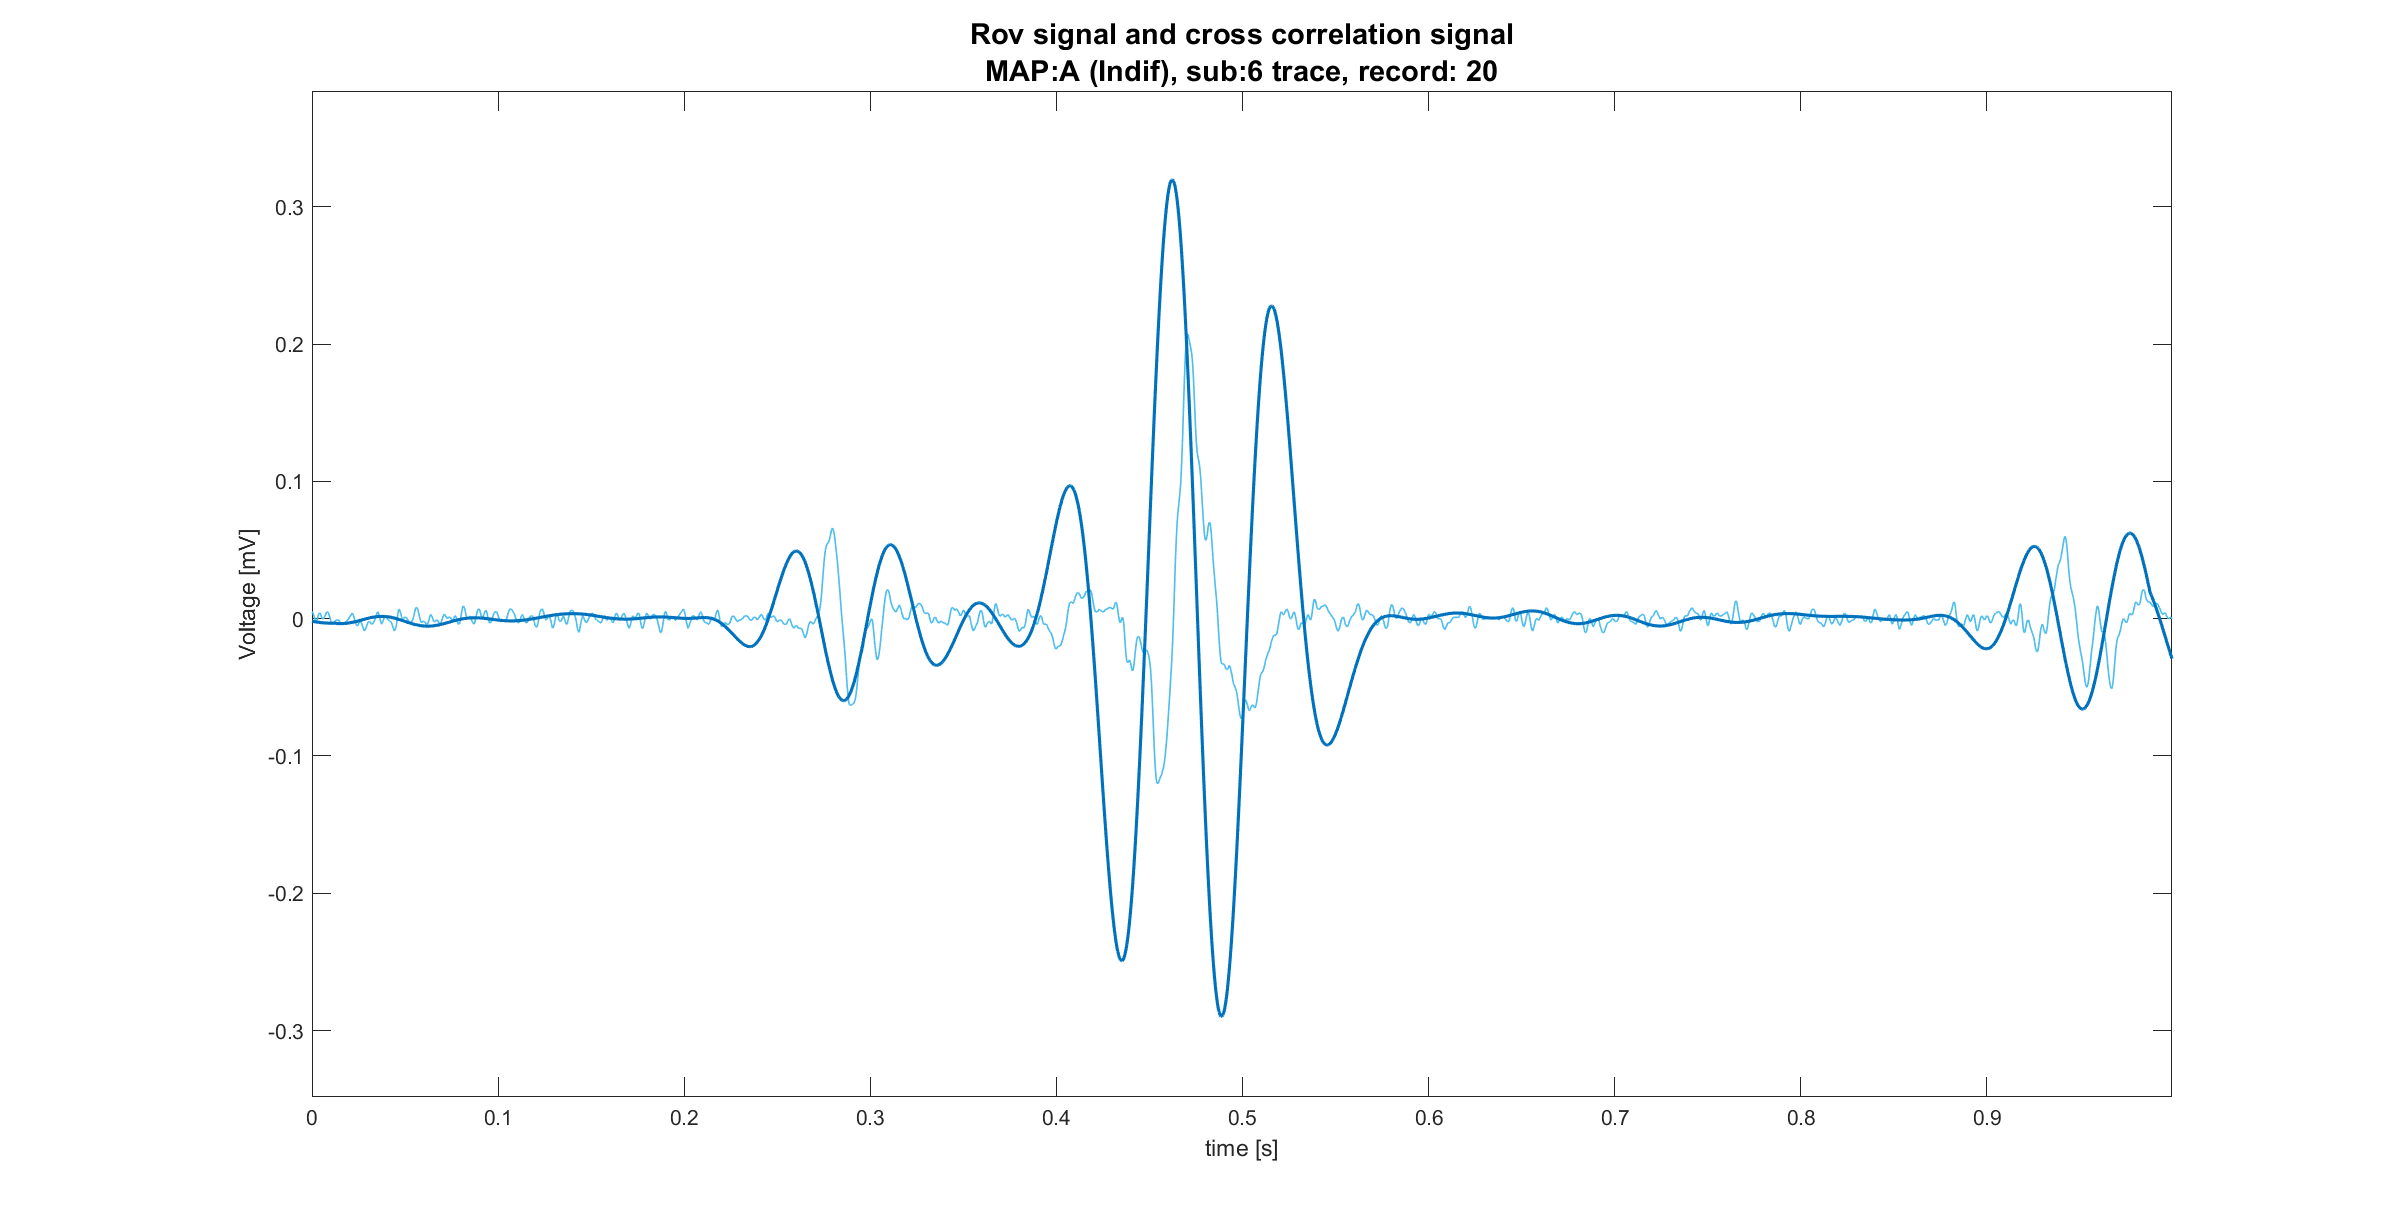 Rov signal and cross correlation signal
MAP:A (Indif), sub:6 trace, record: 20
Voltage [mV]
0.3
0.2
0.1
0
-0.1
-0.2
-0.3
0 0.1 0.2 0.3 0.4 0.5 0.6 0.7 0.8 0.9
time [s]